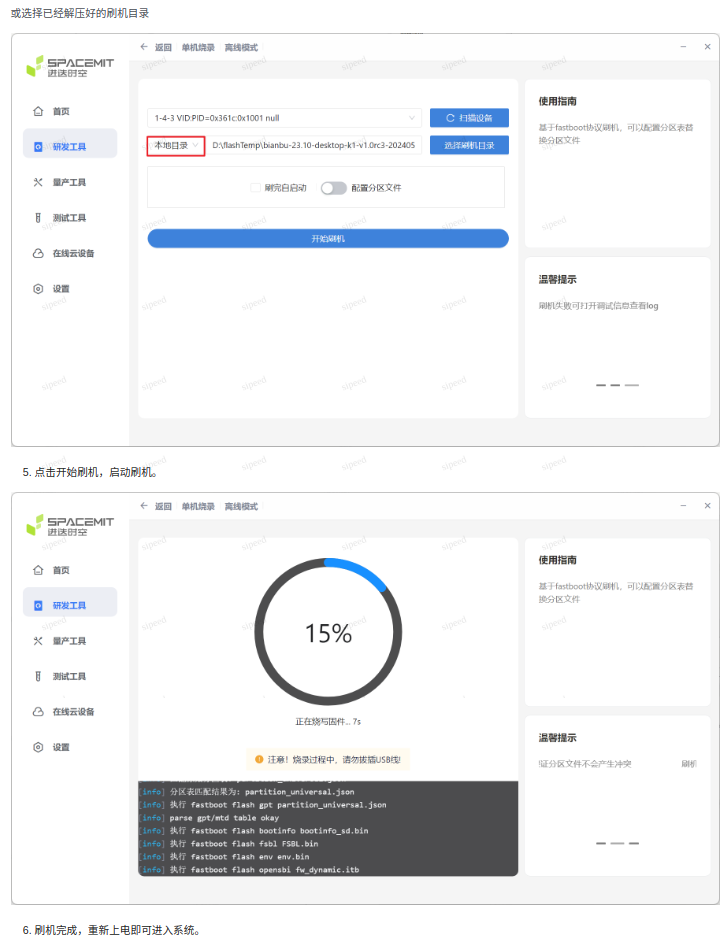 或选择已经解压好的刷机目录
SPACEMIT
进迭时空
返回 单机烧录 离线模式
首页
研发工具
量产工具
测试工具
在线云设备
设置
1-4-3 VID:PID=0x361c:0x1001 null
扫描设备
本地目录
D:\flashTemp\bianbu-23.10-desktop-k1-v1.0rc3-202405
选择刷机目录
刷完自启动
配置分区文件
开始刷机
使用指南
基于fastboot协议刷机，可以配置分区表替
换分区文件
温馨提示
刷机失败可打开调试信息查看log
sipeed
5. 点击开始刷机，启动刷机。
SPACEMIT
进迭时空
返回 单机烧录 离线模式
首页
研发工具
量产工具
测试工具
在线云设备
设置
15%
正在烧写固件... 7s
注意！烧录过程中，请勿拔插USB线!
[info] 分区表匹配结果为: partition_universal.json
[info] 执行 fastboot flash gpt partition_universal.json
[info] parse gpt/mtd table okay
[info] 执行 fastboot flash bootinfo bootinfo_sd.bin
[info] 执行 fastboot flash fsbl FSBL.bin
[info] 执行 fastboot flash env env.bin
[info] 执行 fastboot flash opensbi fw_dynamic.itb
使用指南
基于fastboot协议刷机，可以配置分区表替
换分区文件
温馨提示
证分区文件不会产生冲突 刷机
6. 刷机完成，重新上电即可进入系统。